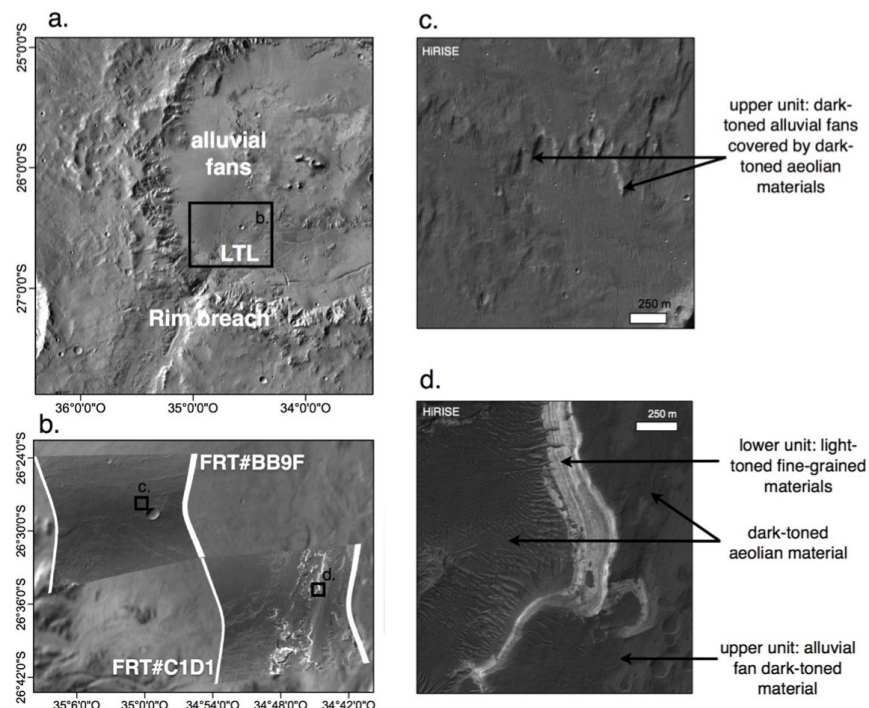 a.
25°0'0"S
26°0'0"S
27°0'0"S
alluvial
fans
b.
LTL
Rim breach
36°0'0"O
35°0'0"O
34°0'0"O
b.
26°24'0"S
26°30'0"S
26°36'0"S
26°42'0"S
FRT#BB9F
c.
d.
FRT#C1D1
35°6'0"O
35°0'0"O
34°54'0"O
34°48'0"O
34°42'0"O
c.
HiRISE
250 m
upper unit: dark-
toned alluvial fans
covered by dark-
toned aeolian
materials
d.
HiRISE
250 m
lower unit: light-
toned fine-grained
materials
dark-toned
aeolian material
upper unit: alluvial
fan dark-toned
material